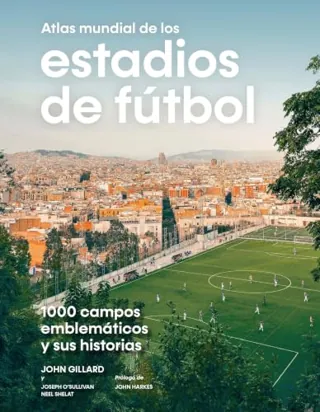 Atlas mundial de los
estadios
de fútbol
1000 campos
emblemáticos
y sus historias
JOHN GILLARD
y
JOSEPH O'SULLIVAN
NEEL SHELAT
Prólogo de
JOHN HARKES